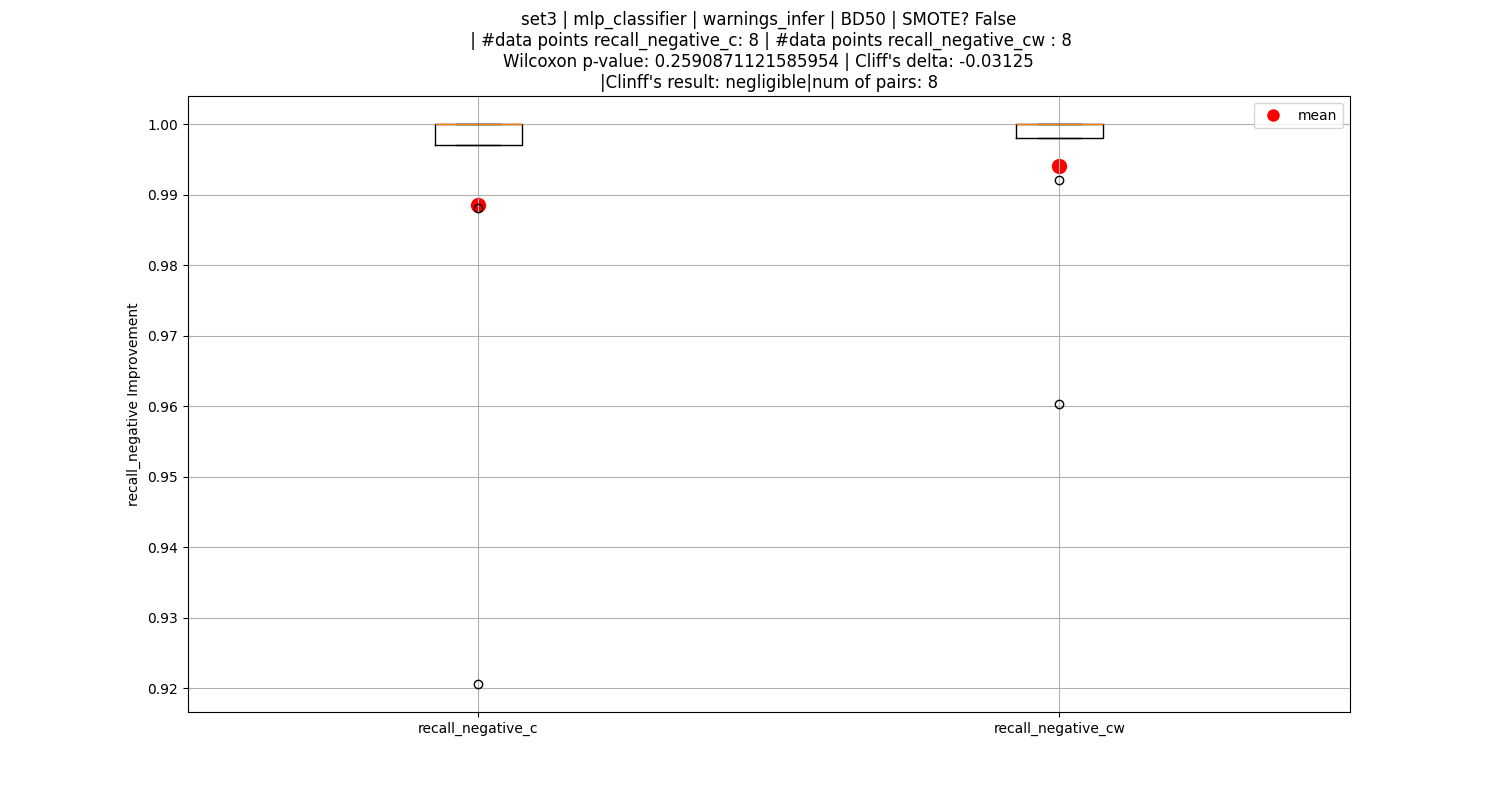 set3 | mlp_classifier | warnings_infer | BD50 | SMOTE? False
| #data points recall_negative_c: 8 | #data points recall_negative_cw : 8
Wilcoxon p-value: 0.2590871121585954 | Cliff's delta: -0.03125
|Clinff's result: negligible|num of pairs: 8
mean
1.00
0.99
0.98
0.97
0.96
0.95
0.94
0.93
0.92
recall_negative Improvement
recall_negative_c
recall_negative_cw